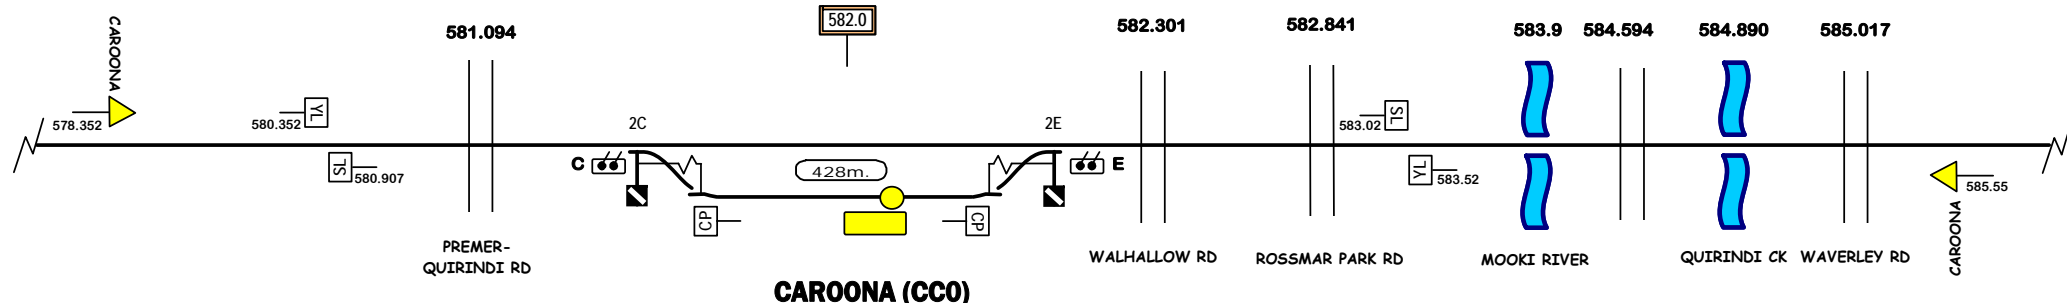 CAROONA
578.352
580.352
YL
SL
580.907
581.094
PREMER-
QUIRINDI RD
582.0
2C
C
428m.
CP
CP
2E
E
582.301
WALHALLOW RD
582.841
ROSSMAR PARK RD
583.02
SL
YL
583.52
583.9
MOOKI RIVER
584.594
584.890
QUIRINDI CK
585.017
WAVERLEY RD
585.55
CAROONA
CAROONA (CC0)